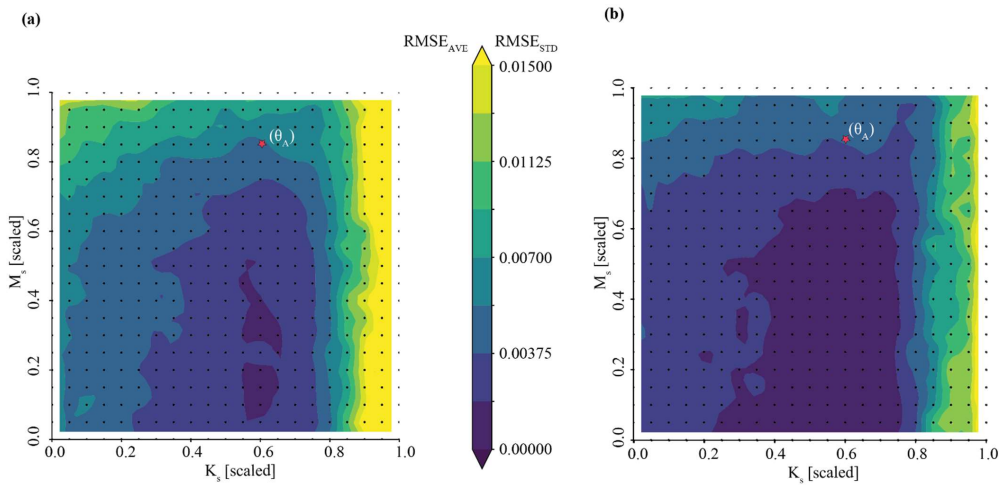 (a)
RMSE_AVE RMSE_STD
(b)
1.0
0.8
0.6
0.4
0.2
0.0
M_s [scaled]
(θ_A)
0.0 0.2 0.4 0.6 0.8 1.0
K_s [scaled]
0.01500
0.01125
0.00700
0.00375
0.00000
1.0
0.8
0.6
0.4
0.2
0.0
M_s [scaled]
(θ_A)
0.0 0.2 0.4 0.6 0.8 1.0
K_s [scaled]